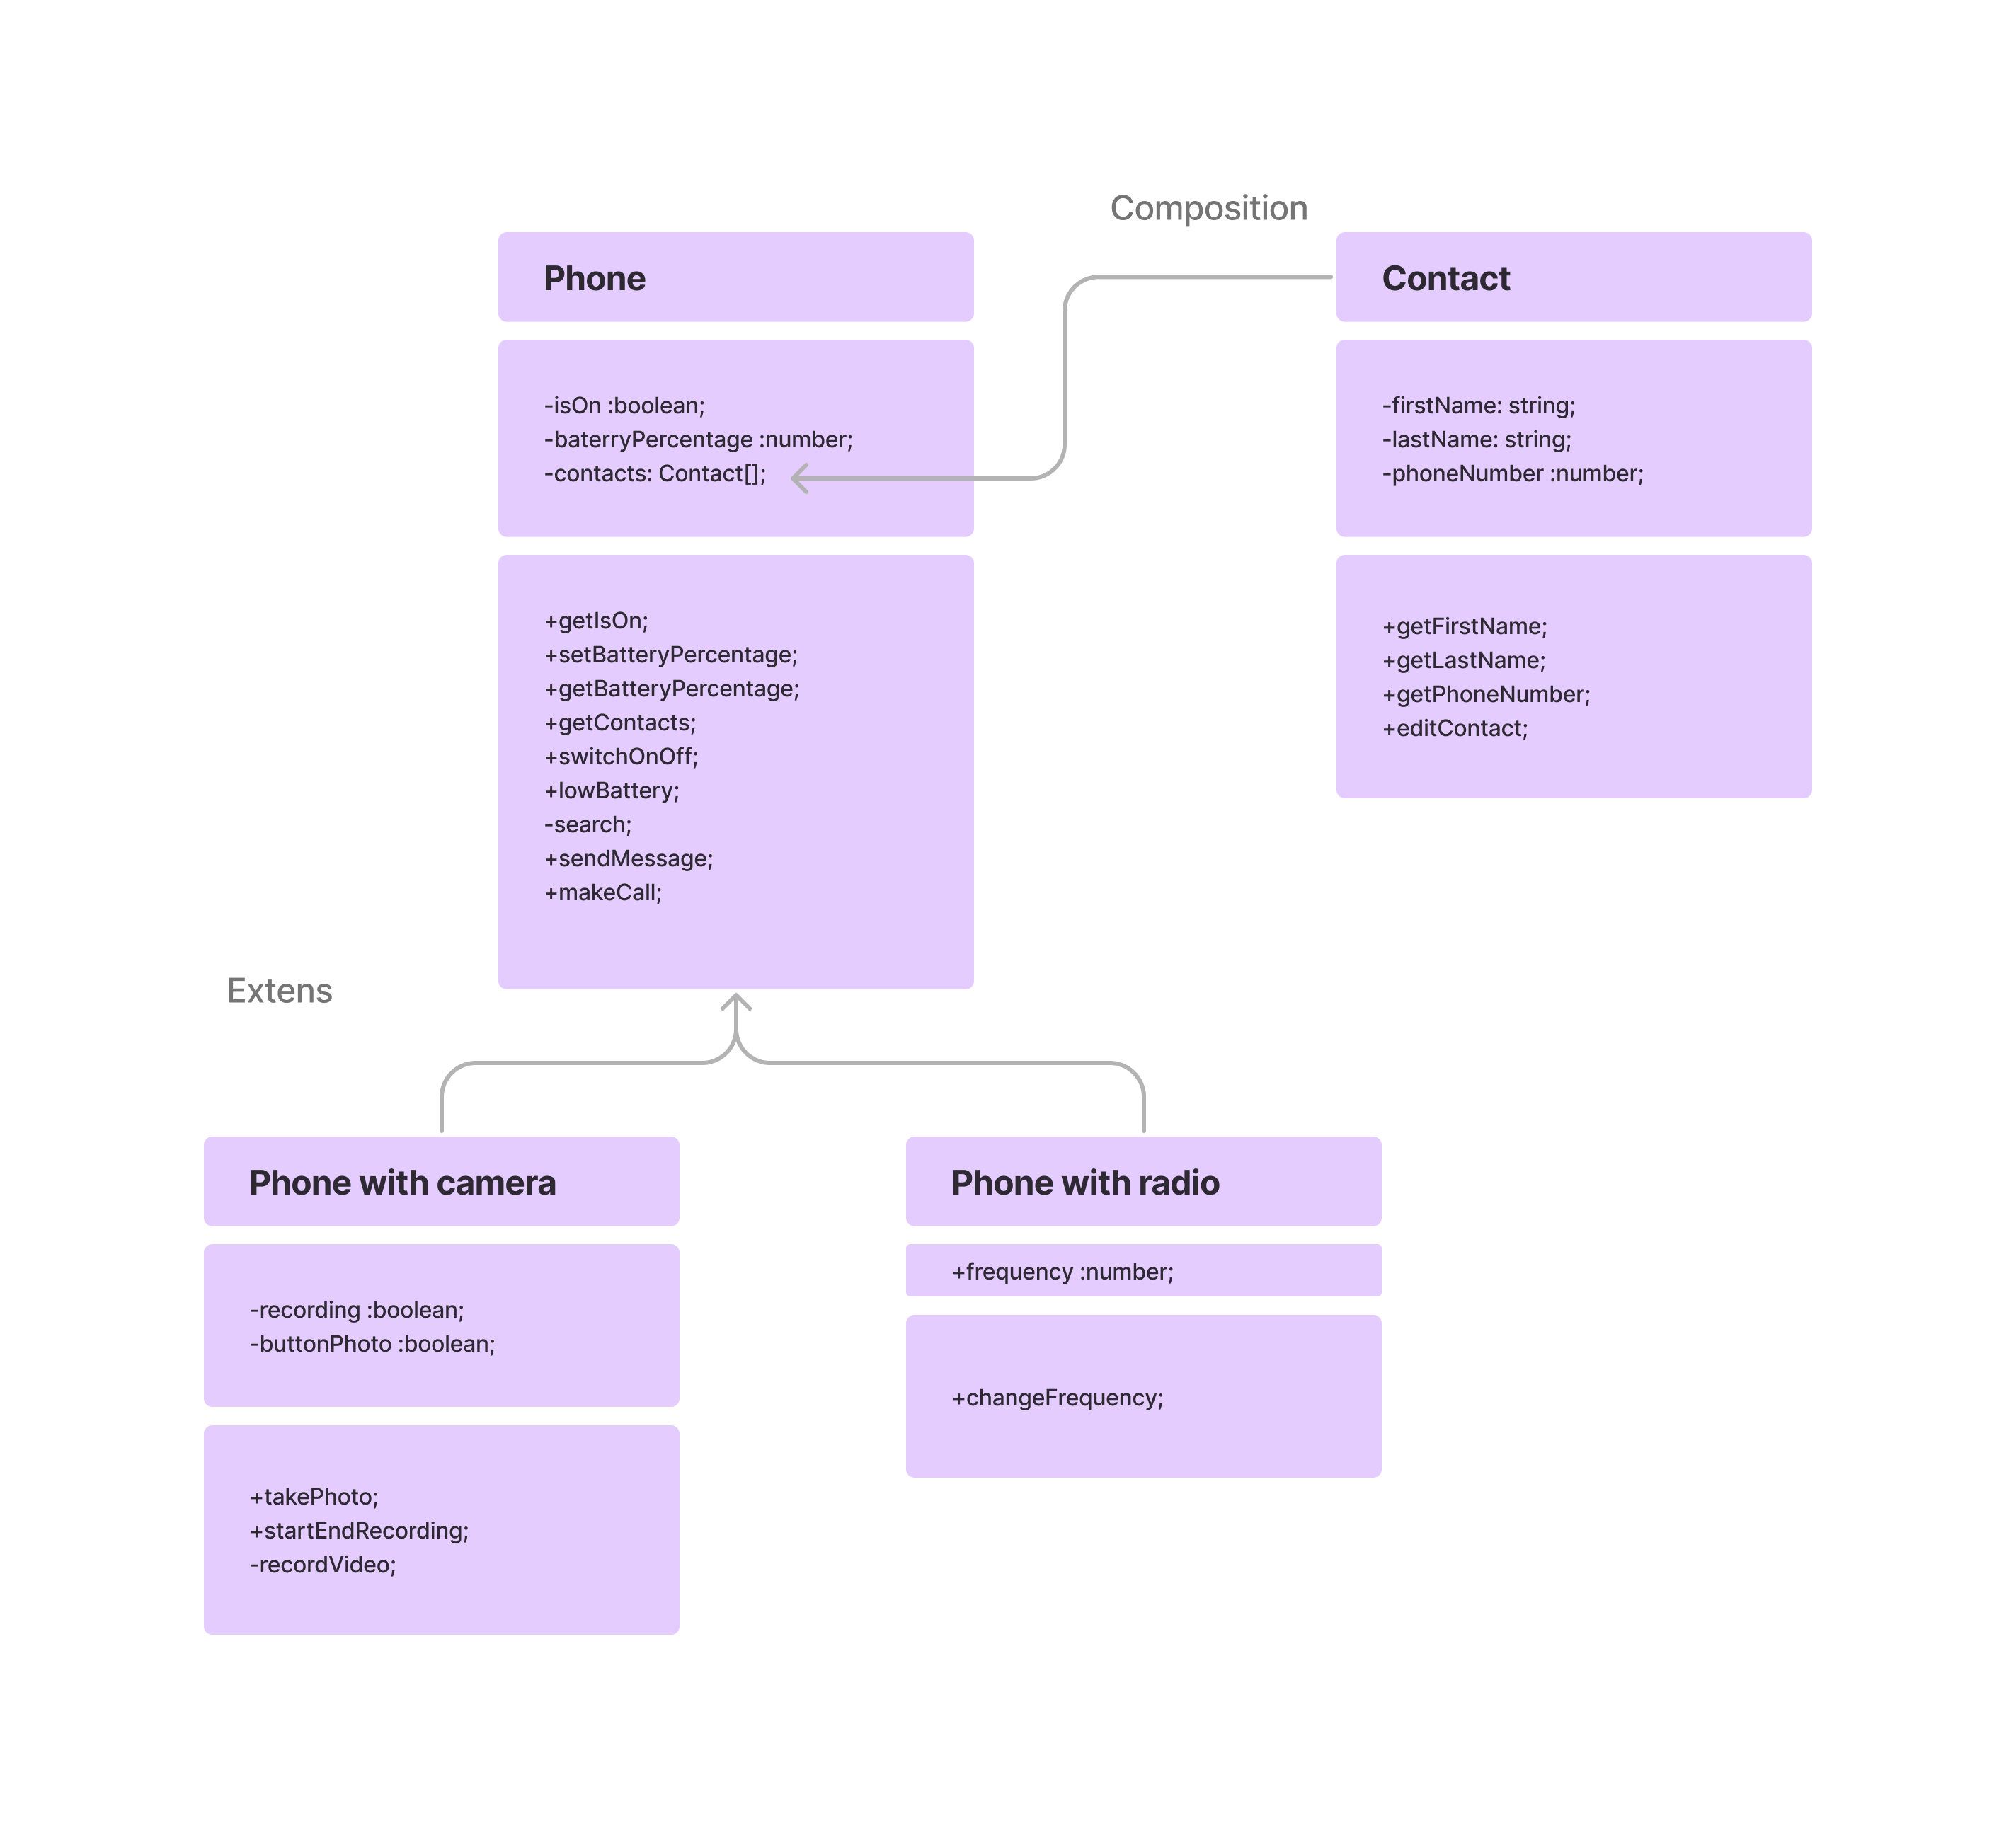 Composition
Phone
-isOn :boolean;
-baterryPercentage :number;
-contacts: Contact[];
+getIsOn;
+setBatteryPercentage;
+getBatteryPercentage;
+getContacts;
+switchOnOff;
+lowBattery;
-search;
+sendMessage;
+makeCall;
Contact
-firstName: string;
-lastName: string;
-phoneNumber :number;
+getFirstName;
+getLastName;
+getPhoneNumber;
+editContact;
Extens
Phone with camera
-recording :boolean;
-buttonPhoto :boolean;
+takePhoto;
+startEndRecording;
-recordVideo;
Phone with radio
+frequency :number;
+changeFrequency;